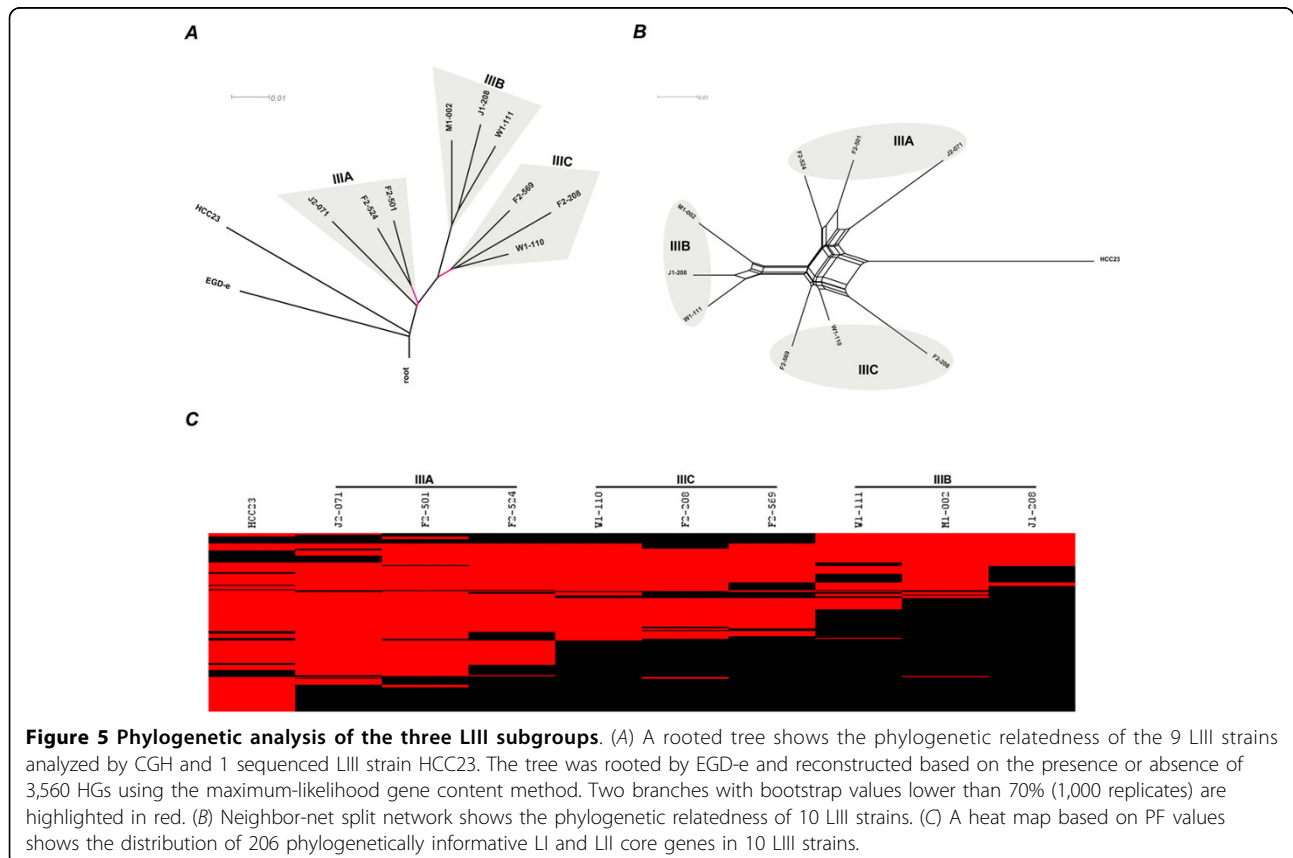 A
0.01
IIIB
M1-002
J1-208
W1-111
IIIC
F2-569
F2-208
W1-110
IIIA
J2-071
F2-524
F2-501
HCC23
EGD-e
root
B
0.01
IIIA
F2-524
F2-501
J2-071
IIIB
M1-002
J1-208
W1-111
HCC23
IIIC
F2-569
W1-110
F2-208
C
IIIA IIIC IIIB
HCC23 J2-071 F2-501 F2-524 W1-110 F2-208 F2-569 W1-111 M1-002 J1-208
Figure 5 Phylogenetic analysis of the three LIII subgroups. (A) A rooted tree shows the phylogenetic relatedness of the 9 LIII strains
analyzed by CGH and 1 sequenced LIII strain HCC23. The tree was rooted by EGD-e and reconstructed based on the presence or absence of
3,560 HGs using the maximum-likelihood gene content method. Two branches with bootstrap values lower than 70% (1,000 replicates) are
highlighted in red. (B) Neighbor-net split network shows the phylogenetic relatedness of 10 LIII strains. (C) A heat map based on PF values
shows the distribution of 206 phylogenetically informative LI and LII core genes in 10 LIII strains.